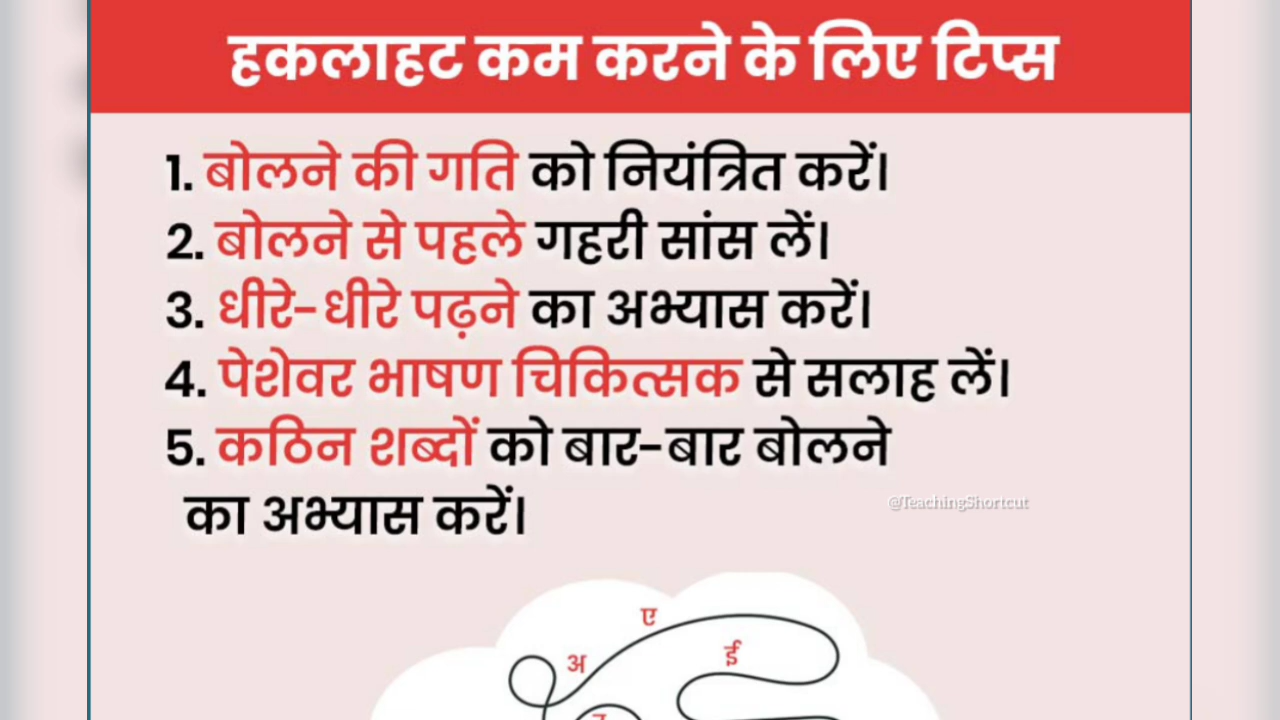 हकलाहट कम करने के लिए टिप्स
1. बोलने की गति को नियंत्रित करें।
2. बोलने से पहले गहरी सांस लें।
3. धीरे-धीरे पढ़ने का अभ्यास करें।
4. पेशेवर भाषण चिकित्सक से सलाह लें।
5. कठिन शब्दों को बार-बार बोलने
का अभ्यास करें।
@TeachingShortcut
ए
ई
अ